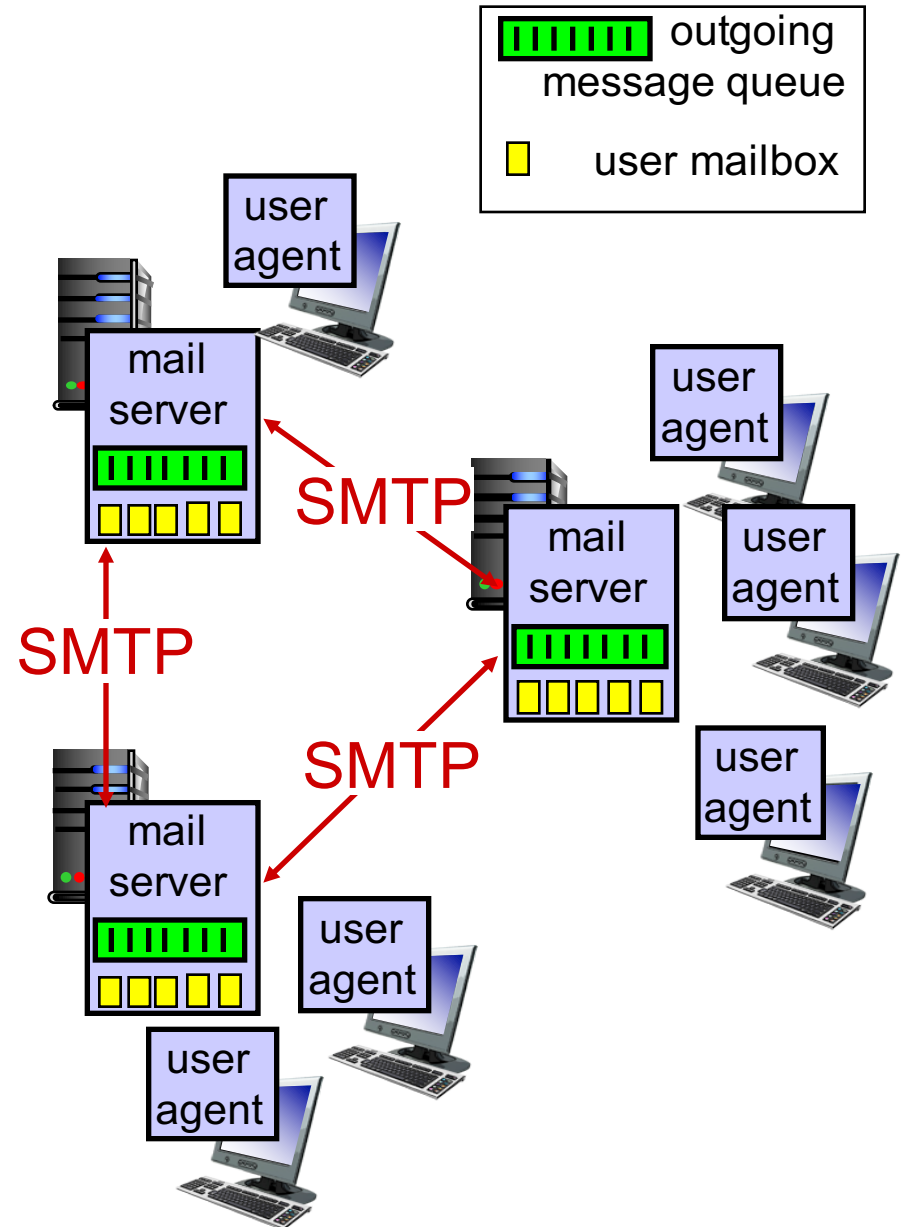 outgoing
message queue
user mailbox
user
agent
mail
server
SMTP
user
agent
mail
server
user
agent
SMTP
SMTP
user
agent
mail
server
user
agent
user
agent